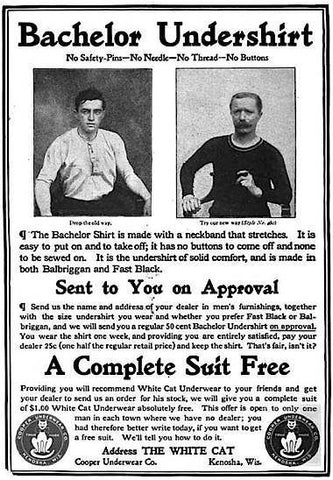 Bachelor Undershirt
No Safety-Pins—No Needle—No Thread—No Buttons
Drop the old way.
Try our new way (Style No. 480)
¶ The Bachelor Shirt is made with a neckband that stretches. It is
easy to put on and to take off; it has no buttons to come off and none
to be sewed on. It is the undershirt of solid comfort, and is made in
both Balbriggan and Fast Black.
Sent to You on Approval
¶ Send us the name and address of your dealer in men's furnishings, together
with the size undershirt you wear and whether you prefer Fast Black or Bal-
briggan, and we will send you a regular 50 cent Bachelor Undershirt on approval.
You wear the shirt one week, and providing you are entirely satisfied, pay your
dealer 25c (one half the regular retail price) and keep the shirt. That's fair, isn't it?
A Complete Suit Free
Providing you will recommend White Cat Underwear to your friends and get
your dealer to send us an order for his stock, we will give you a complete suit
of $1.00 White Cat Underwear absolutely free. This offer is open to only one
man in each town where we have no dealer; you
had therefore better write today, if you want to get
a free suit. We'll tell you how to do it.
Address THE WHITE CAT
Cooper Underwear Co. Kenosha, Wis.
COOPER UNDERWEAR CO.
KENOSHA, WIS.
COOPER UNDERWEAR CO.
KENOSHA, WIS.